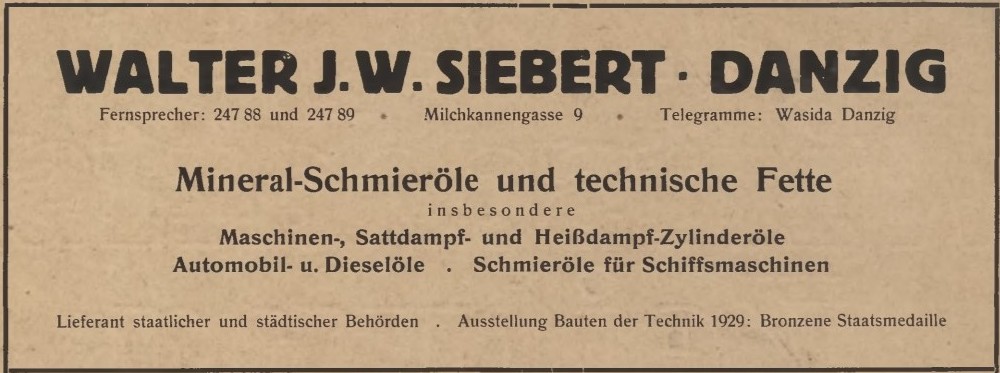 WALTER J.W. SIEBERT · DANZIG
Fernsprecher: 247 88 und 247 89 • Milchkannengasse 9 • Telegramme: Wasida Danzig
Mineral-Schmieröle und technische Fette
insbesondere
Maschinen-, Sattdampf- und Heißdampf-Zylinderöle
Automobil- u. Dieselöle . Schmieröle für Schiffsmaschinen
Lieferant staatlicher und städtischer Behörden . Ausstellung Bauten der Technik 1929: Bronzene Staatsmedaille